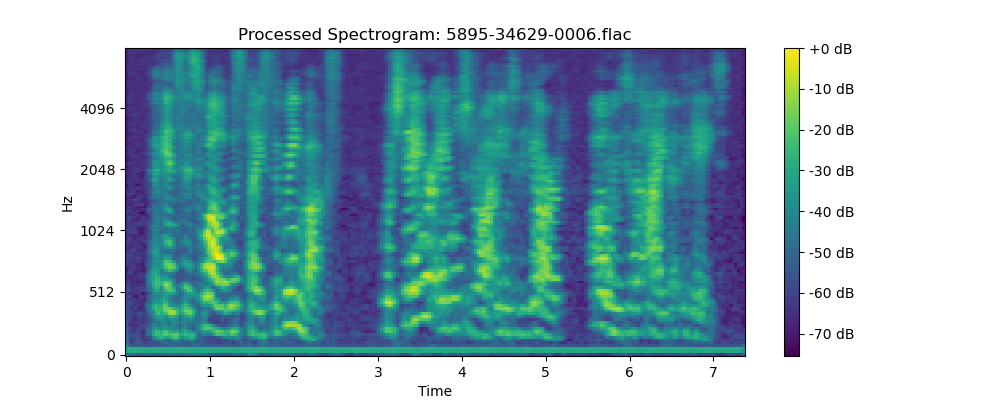 Processed Spectrogram: 5895-34629-0006.flac
Hz
4096
2048
1024
512
0
0 1 2 3 4 5 6 7
Time
+0 dB
-10 dB
-20 dB
-30 dB
-40 dB
-50 dB
-60 dB
-70 dB